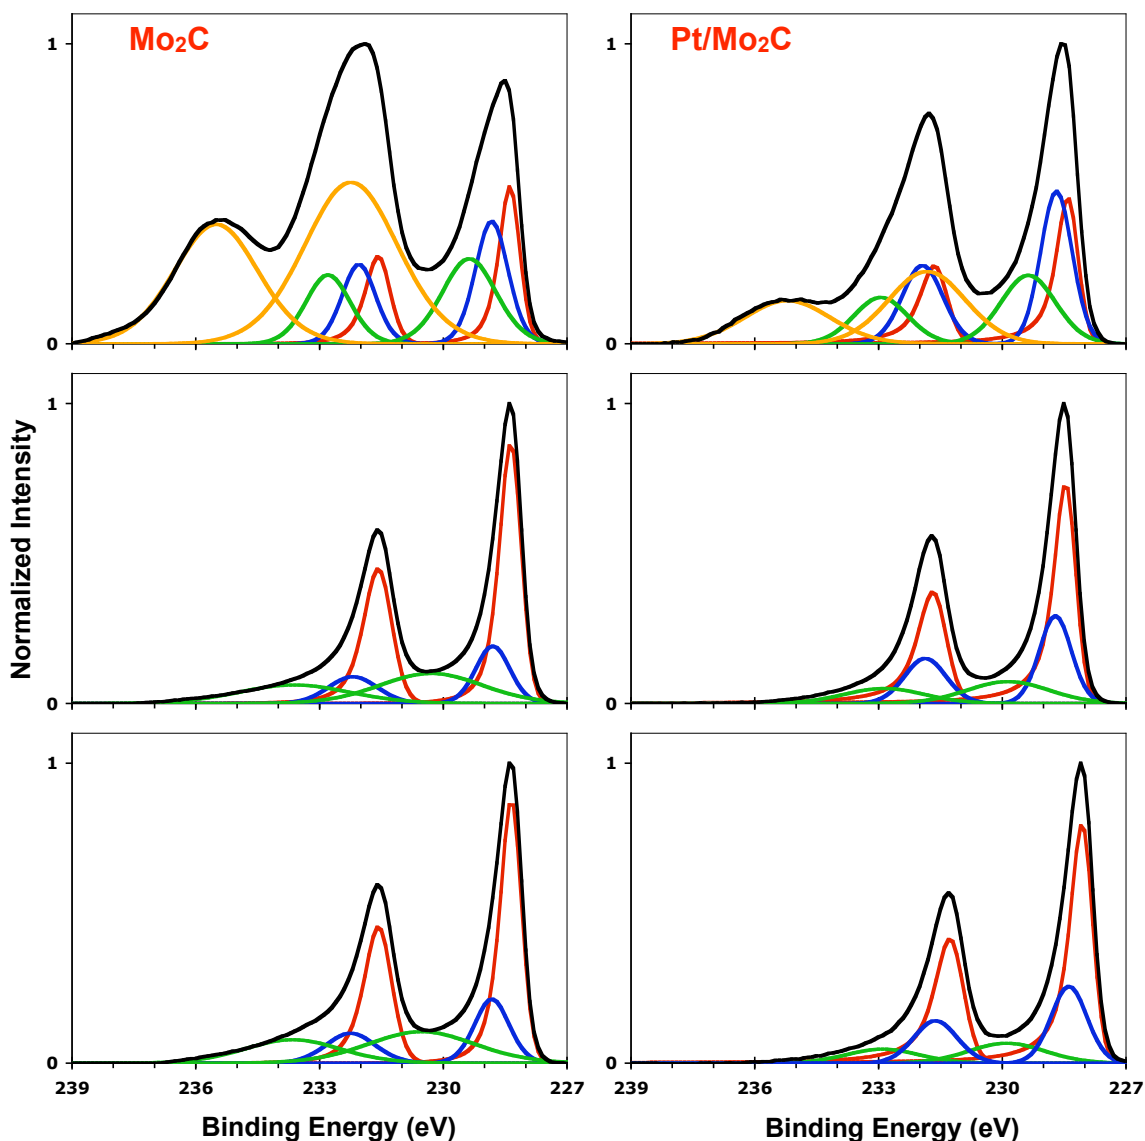 Mo₂C
Pt/Mo₂C
1
0
1
0
1
0
1
0
1
0
1
0
Normalized Intensity
239 236 233 230 227
239 236 233 230 227
Binding Energy (eV)
Binding Energy (eV)